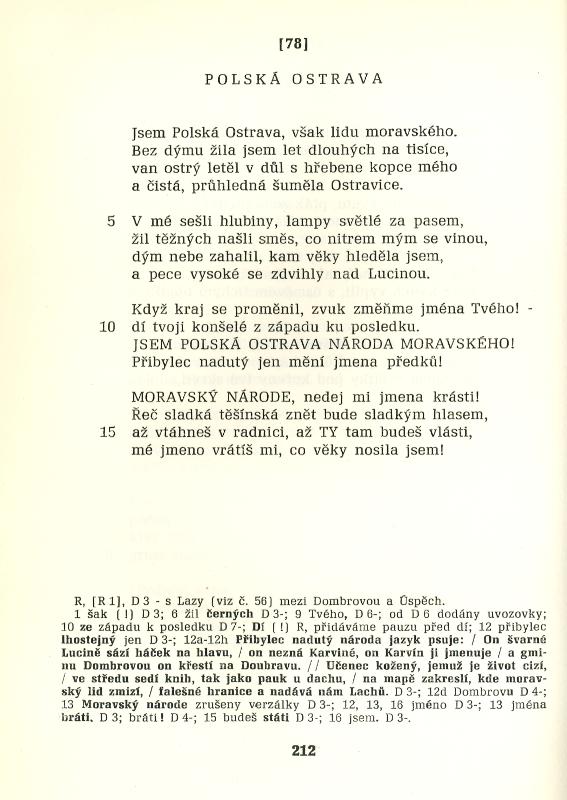 [78]
POLSKÁ OSTRAVA
Jsem Polská Ostrava, však lidu moravského.
Bez dýmu žila jsem let dlouhých na tisíce,
van ostrý letěl v důl s hřebene kopce mého
a čistá, průhledná šuměla Ostravice.
5 V mé sešli hlubiny, lampy světlé za pasem,
žil těžných našli směs, co nitrem mým se vinou,
dým nebe zahalil, kam věky hleděla jsem,
a pece vysoké se zdvihly nad Lucinou.
Když kraj se proměnil, zvuk změňme jména Tvého! -
10 dí tvoji konšelé z západu ku posledku.
JSEM POLSKÁ OSTRAVA NÁRODA MORAVSKÉHO!
Přibylec nadutý jen mění jmena předků!
MORAVSKÝ NÁRODE, nedej mi jmena krásti!
Řeč sladká těšínská znět bude sladkým hlasem,
15 až vtáhneš v radnici, až TY tam budeš vlásti,
mé jmeno vrátíš mi, co věky nosila jsem!
R, [R 1], D 3 - s Lazy (viz č. 56) mezi Dombrovou a Úspěch.
1 šak (!) D 3; 6 žil černých D 3-; 9 Tvého, D 6-; od D 6 dodány uvozovky;
10 ze západu k posledku D 7-; Dí (!) R, přidáváme pauzu před dí; 12 přibylec
lhostejný jen D 3-; 12a-12h Přibylec nadutý národa jazyk psuje: / On švarné
Lucině sází háček na hlavu, / on nezná Karviné, on Karvín ji jmenuje / a gmi-
nu Dombrovou on křestí na Doubravu. // Učenec kožený, jemuž je život cizí,
/ ve středu sedí knih, tak jako pauk u dachu, / na mapě zakreslí, kde morav-
ský lid zmizí, / falešné hranice a nadává nám Lachů. D 3-; 12d Dombrovu D 4-;
13 Moravský národe zrušeny verzálky D 3-; 12, 13, 16 jméno D 3-; 13 jména
bráti. D 3; bráti! D 4-; 15 budeš státi D 3-; 16 jsem. D 3-.
212